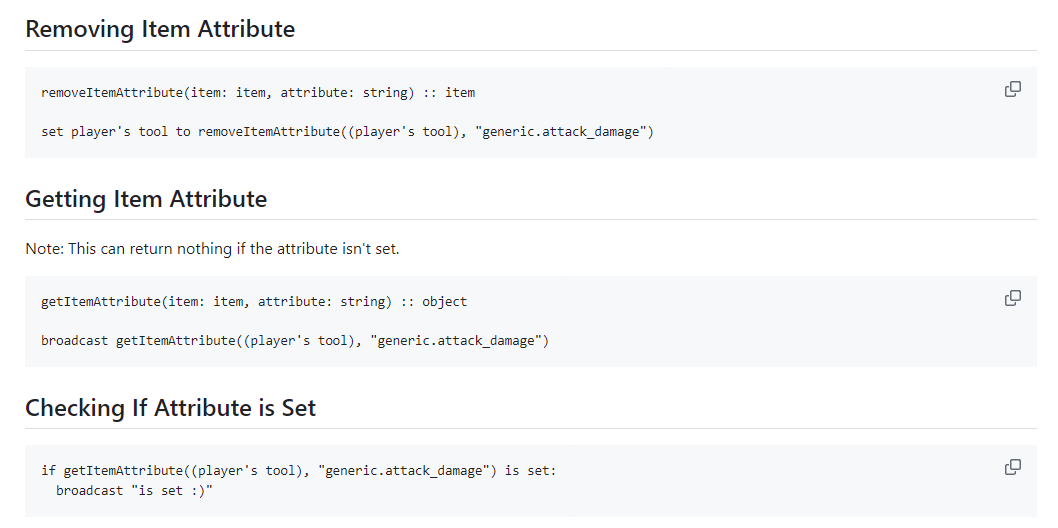 Removing Item Attribute
removeItemAttribute(item: item, attribute: string) :: item
set player's tool to removeItemAttribute((player's tool), "generic.attack_damage")
Getting Item Attribute
Note: This can return nothing if the attribute isn't set.
getItemAttribute(item: item, attribute: string) :: object
broadcast getItemAttribute((player's tool), "generic.attack_damage")
Checking If Attribute is Set
if getItemAttribute((player's tool), "generic.attack_damage") is set:
  broadcast "is set :)"